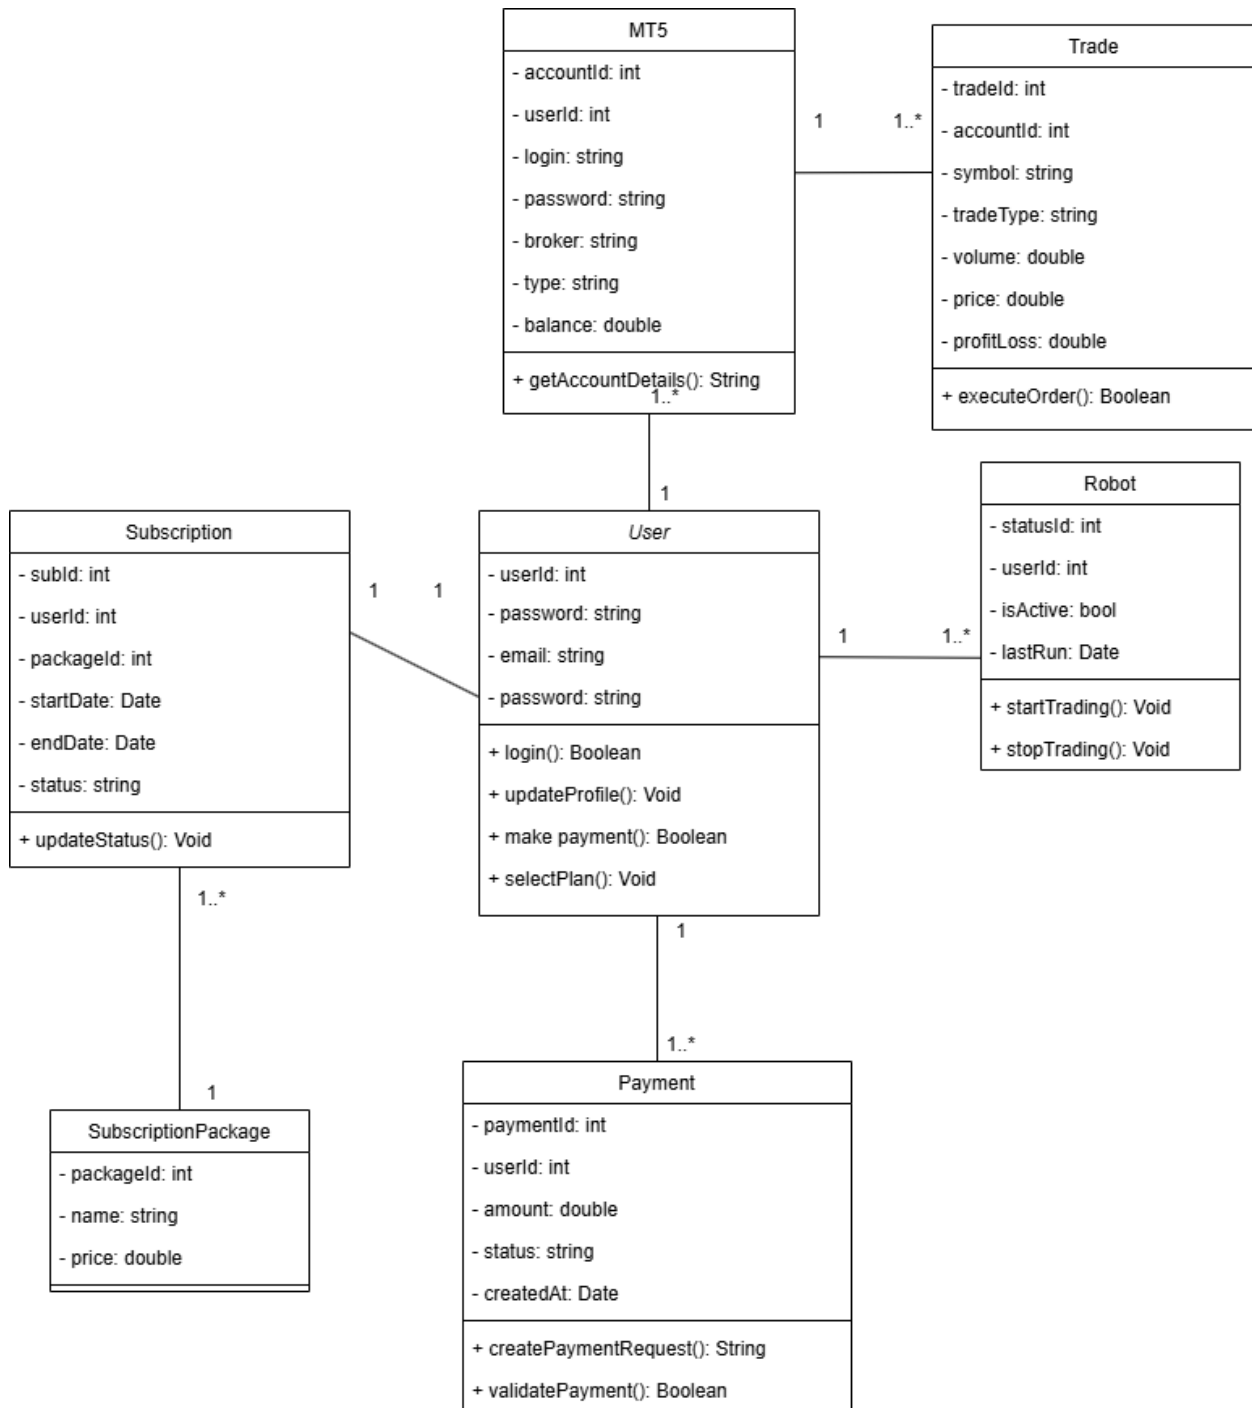 MT5
- accountId: int
- userId: int
- login: string
- password: string
- broker: string
- type: string
- balance: double
+ getAccountDetails(): String
1..*
1
1
1..*
Trade
- tradeId: int
- accountId: int
- symbol: string
- tradeType: string
- volume: double
- price: double
- profitLoss: double
+ executeOrder(): Boolean
Subscription
- subId: int
- userId: int
- packageId: int
- startDate: Date
- endDate: Date
- status: string
+ updateStatus(): Void
1
1
User
- userId: int
- password: string
- email: string
- password: string
+ login(): Boolean
+ updateProfile(): Void
+ make payment(): Boolean
+ selectPlan(): Void
1
1..*
Robot
- statusId: int
- userId: int
- isActive: bool
- lastRun: Date
+ startTrading(): Void
+ stopTrading(): Void
1..*
1
SubscriptionPackage
- packageId: int
- name: string
- price: double
1
1..*
Payment
- paymentId: int
- userId: int
- amount: double
- status: string
- createdAt: Date
+ createPaymentRequest(): String
+ validatePayment(): Boolean